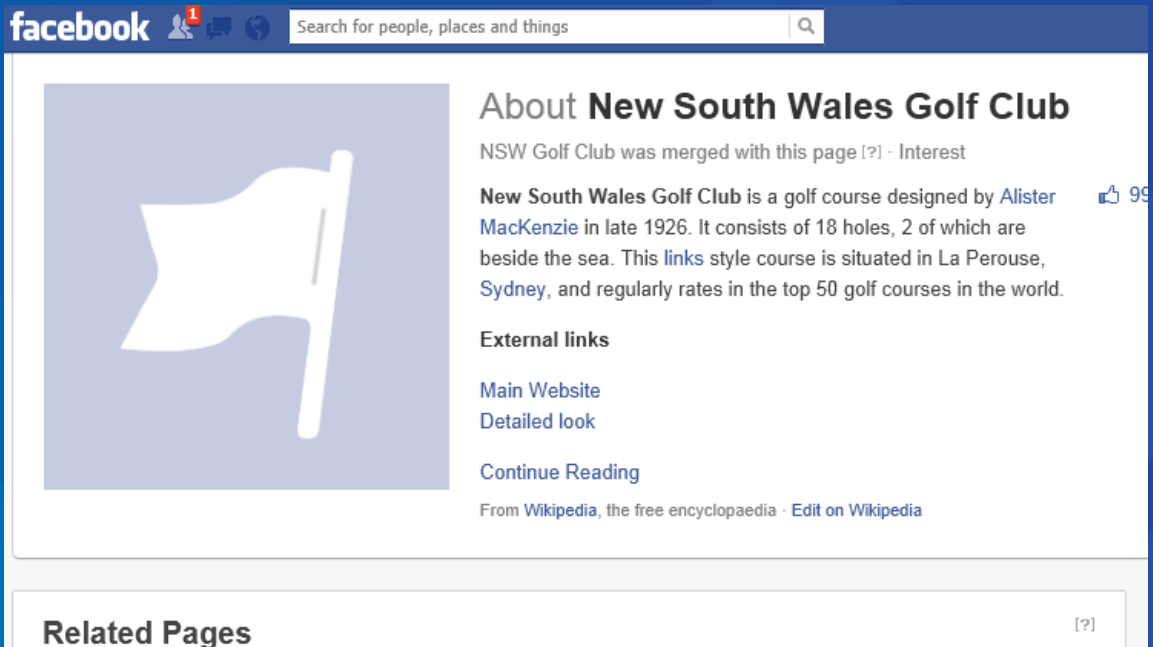 facebook 1 Search for people, places and things
About New South Wales Golf Club
NSW Golf Club was merged with this page [?] · Interest
New South Wales Golf Club is a golf course designed by Alister
MacKenzie in late 1926. It consists of 18 holes, 2 of which are
beside the sea. This links style course is situated in La Perouse,
Sydney, and regularly rates in the top 50 golf courses in the world.
99
External links
Main Website
Detailed look
Continue Reading
From Wikipedia, the free encyclopaedia · Edit on Wikipedia
Related Pages
[?]